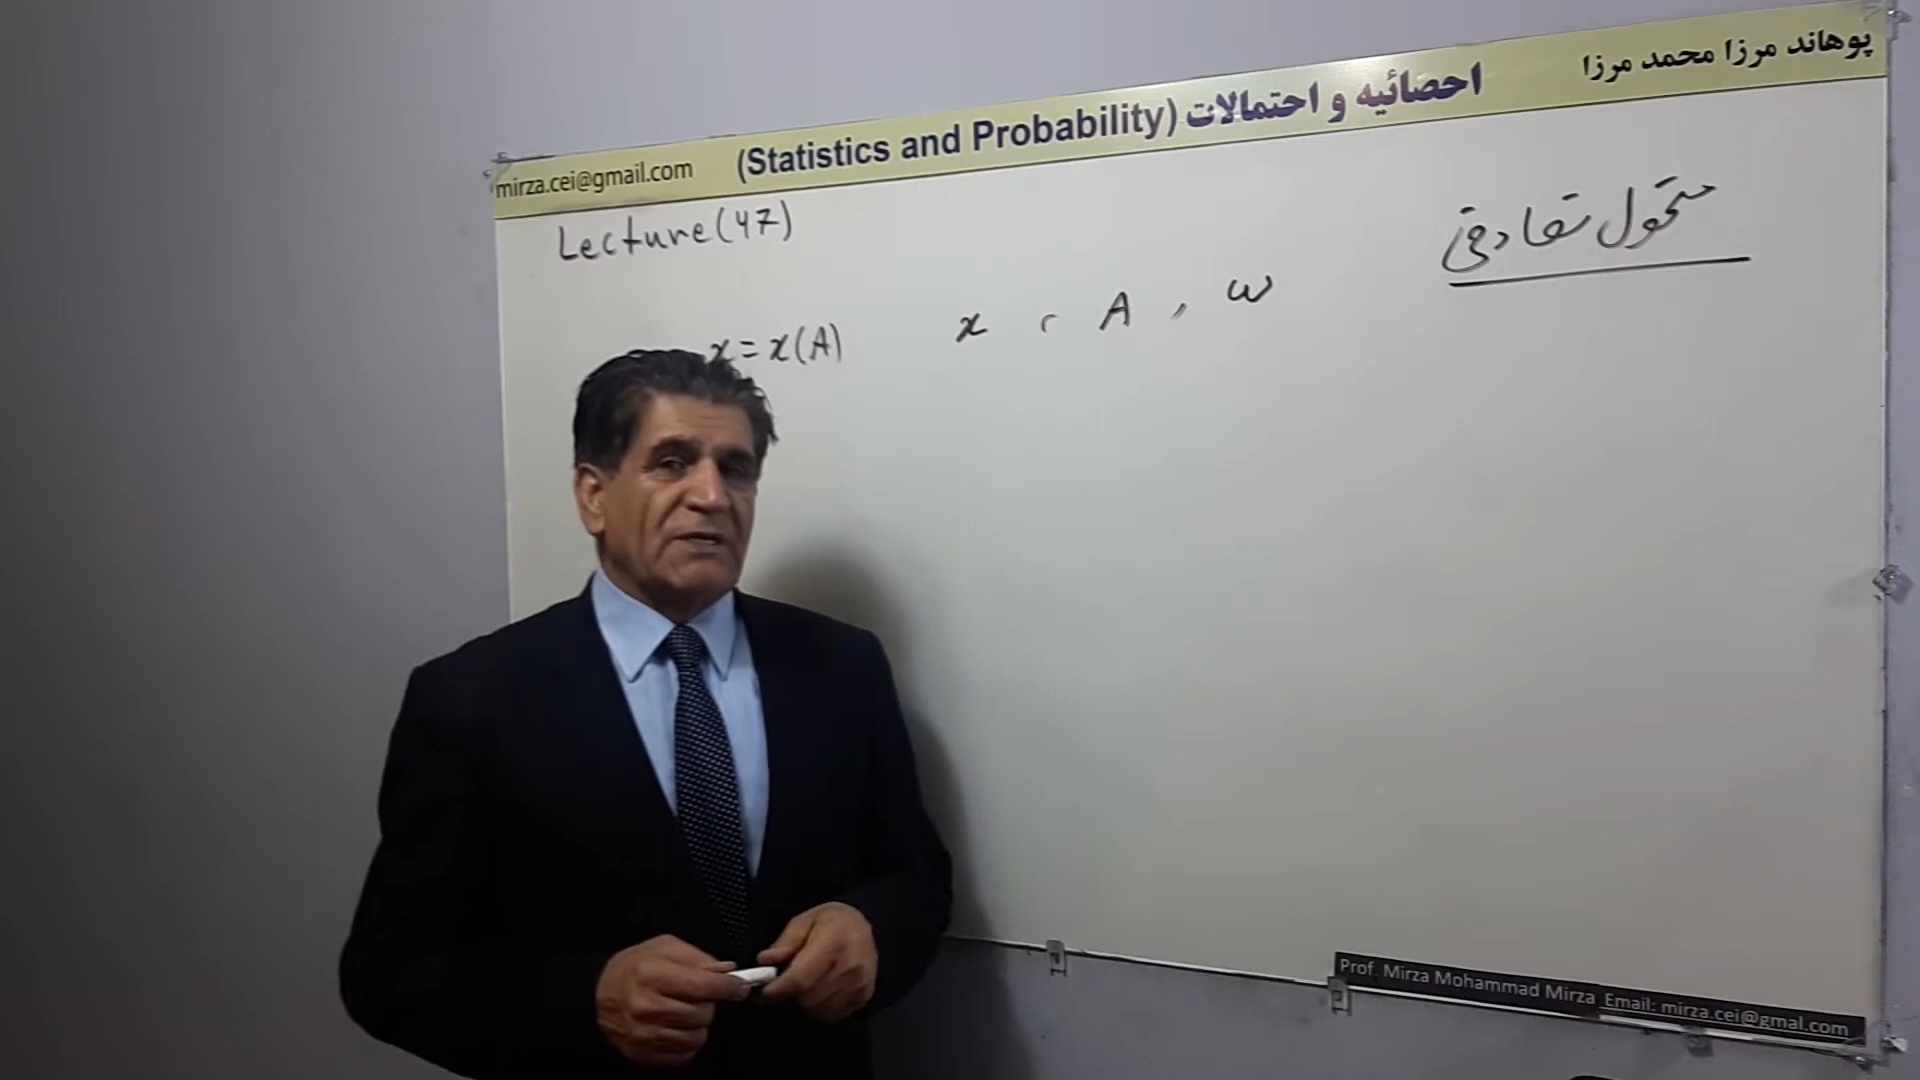 پوهاند مرزا محمد مرزا
احصائیه و احتمالات (Statistics and Probability)
mirza.cei@gmail.com
Lecture(47)
متحول تصادفی
x = x(A)
x , A , ω
Prof. Mirza Mohammad Mirza Email: mirza.cei@gmal.com